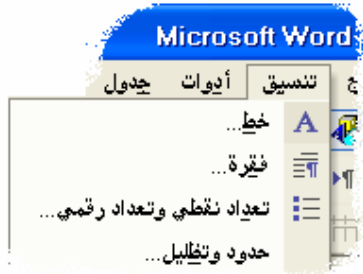 Microsoft Word
ج تنسيق أدوات جدول
خط...
فقرة...
تعداد نقطي وتعداد رقمي...
حدود وتظليل...